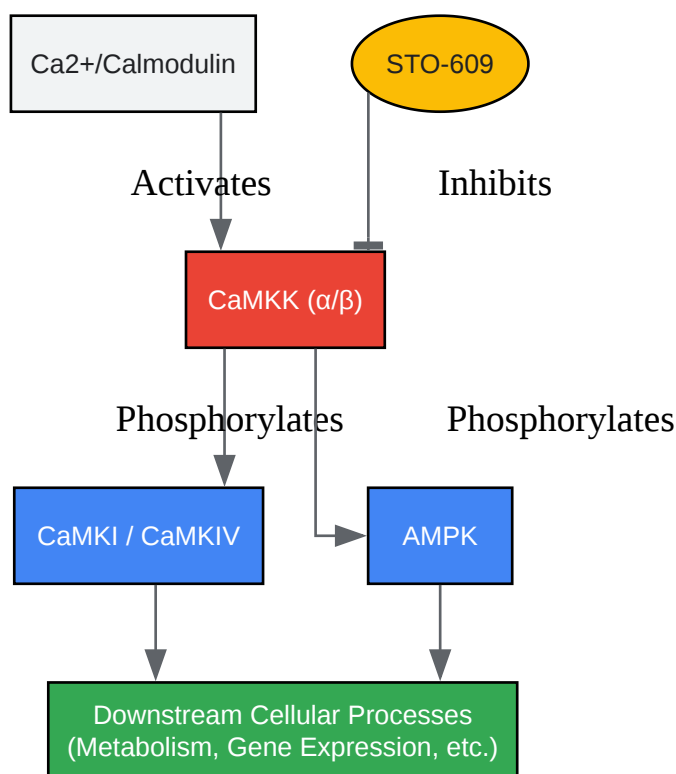 Ca2+/Calmodulin
STO-609
Activates
Inhibits
CaMKK (α/β)
Phosphorylates
Phosphorylates
CaMKI / CaMKIV
AMPK
Downstream Cellular Processes
(Metabolism, Gene Expression, etc.)